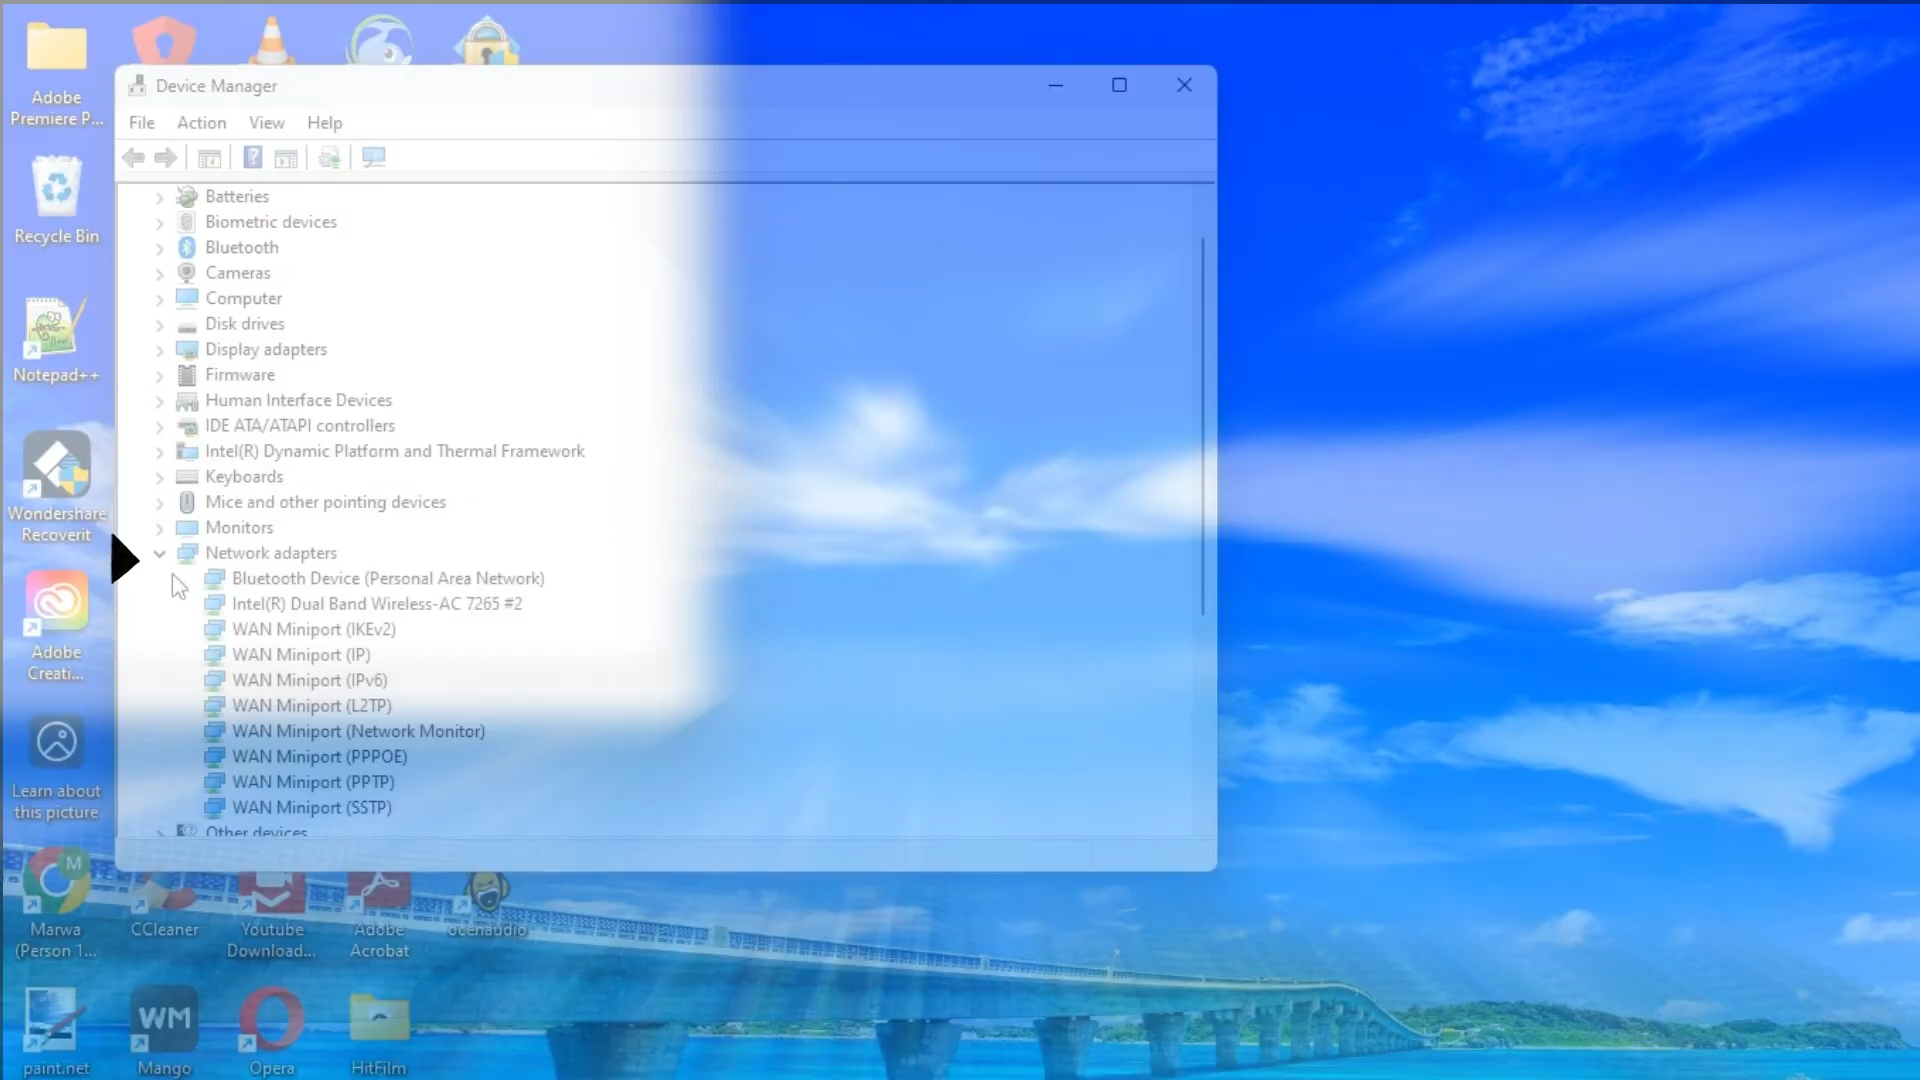 Adobe
Premiere P...
Recycle Bin
Notepad++
Wondershare
Recoverit
Adobe
Creati...
Learn about
this picture
Device Manager
File Action View Help
Batteries
Biometric devices
Bluetooth
Cameras
Computer
Disk drives
Display adapters
Firmware
Human Interface Devices
IDE ATA/ATAPI controllers
Intel(R) Dynamic Platform and Thermal Framework
Keyboards
Mice and other pointing devices
Monitors
Network adapters
Bluetooth Device (Personal Area Network)
Intel(R) Dual Band Wireless-AC 7265 #2
WAN Miniport (IKEv2)
WAN Miniport (IP)
WAN Miniport (IPv6)
WAN Miniport (L2TP)
WAN Miniport (Network Monitor)
WAN Miniport (PPPOE)
WAN Miniport (PPTP)
WAN Miniport (SSTP)
Other devices
M
Marwa
(Person 1...
CCleaner
Youtube
Download...
Adobe
Acrobat
ocenaudio
paint.net
WM
Mango
Opera
HitFilm